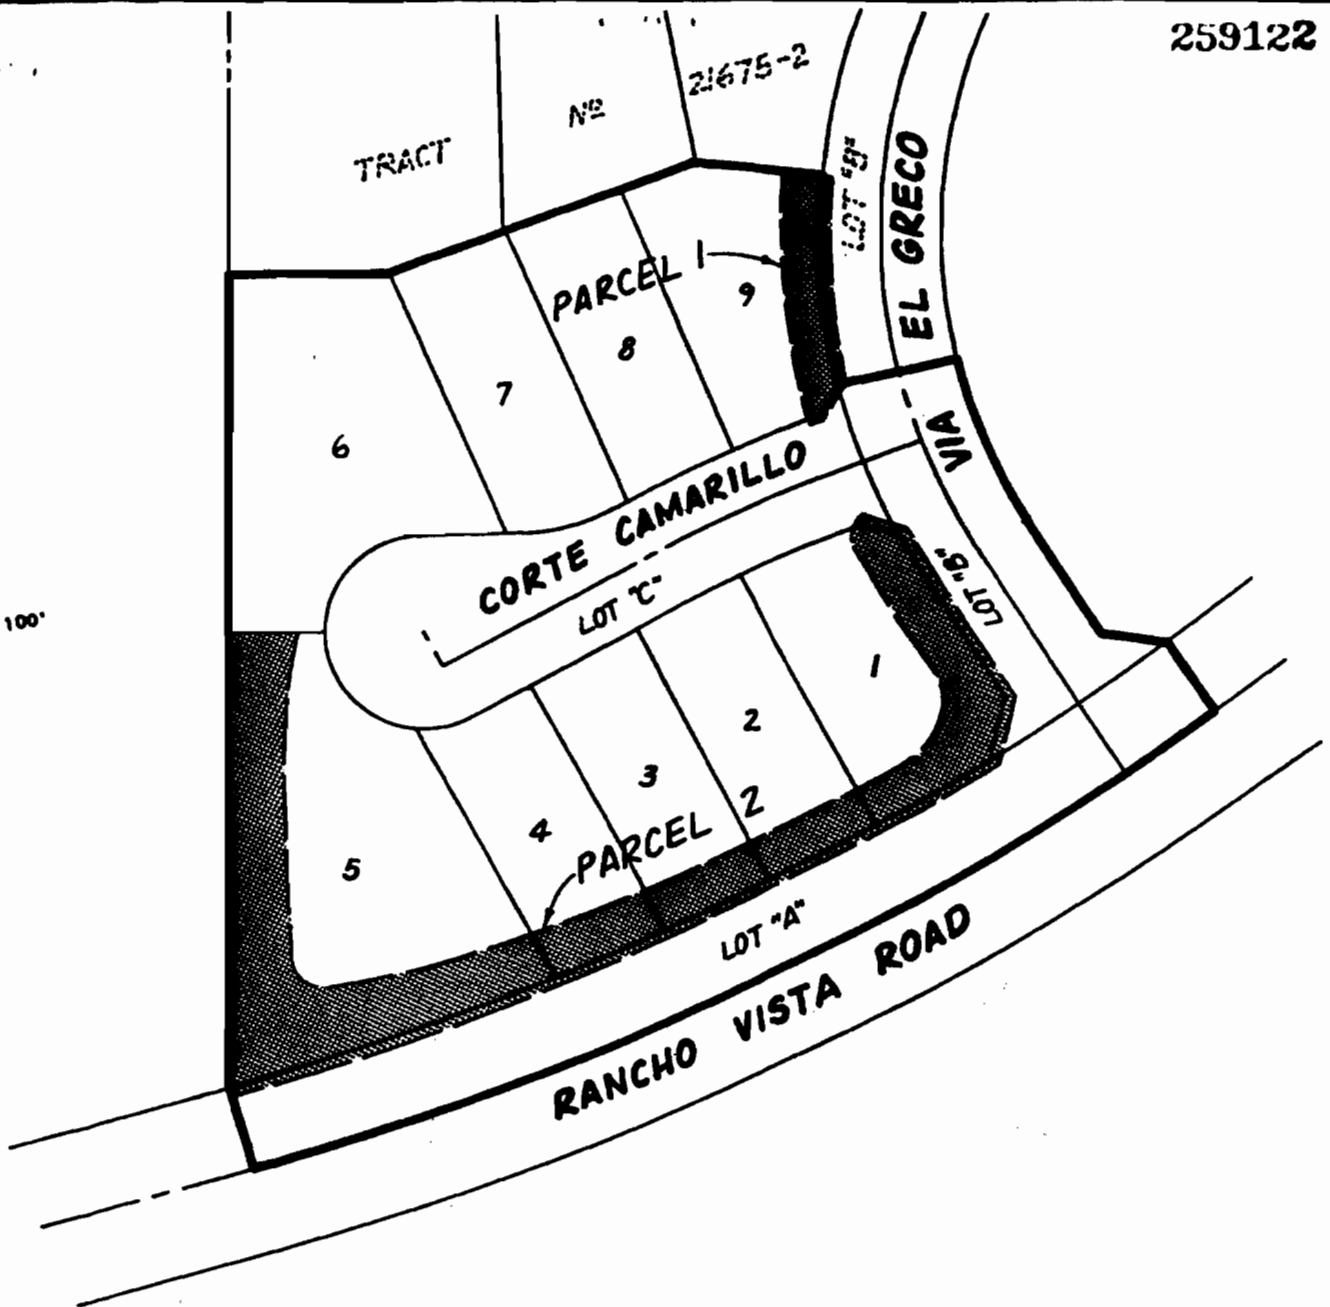 259122
TRACT Nº 21675-2
LOT "B"
VIA EL GRECO
PARCEL 1
9
8
7
6
CORTE CAMARILLO
LOT "C"
LOT "B"
100'
1
2
3
4
5
PARCEL 2
LOT "A"
RANCHO VISTA ROAD